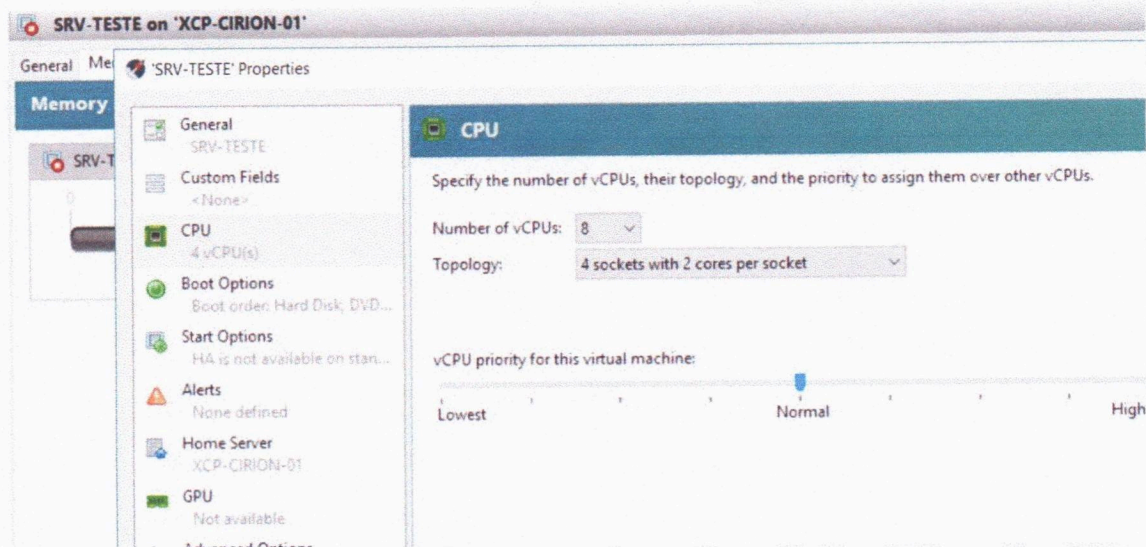 SRV-TESTE on 'XCP-CIRION-01'
General
'SRV-TESTE' Properties
Memory
General
SRV-TESTE
CPU
Custom Fields
<None>
Specify the number of vCPUs, their topology, and the priority to assign them over other vCPUs.
CPU
4 vCPU(s)
Number of vCPUs: 8
Topology: 4 sockets with 2 cores per socket
Boot Options
Boot order: Hard Disk, DVD...
Start Options
HA is not available on stan...
vCPU priority for this virtual machine:
Alerts
None defined
Lowest Normal High
Home Server
XCP-CIRION-01
GPU
Not available
Advanced Options